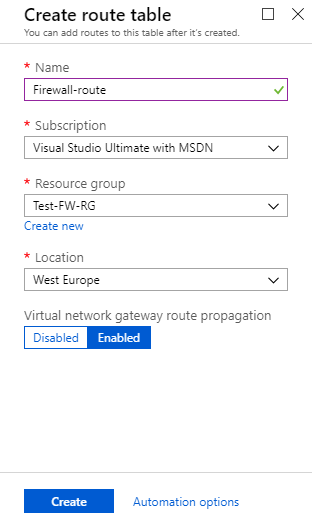 Create route table
You can add routes to this table after it's created.
* Name
Firewall-route
* Subscription
Visual Studio Ultimate with MSDN
* Resource group
Test-FW-RG
Create new
* Location
West Europe
Virtual network gateway route propagation
Disabled Enabled
Create Automation options